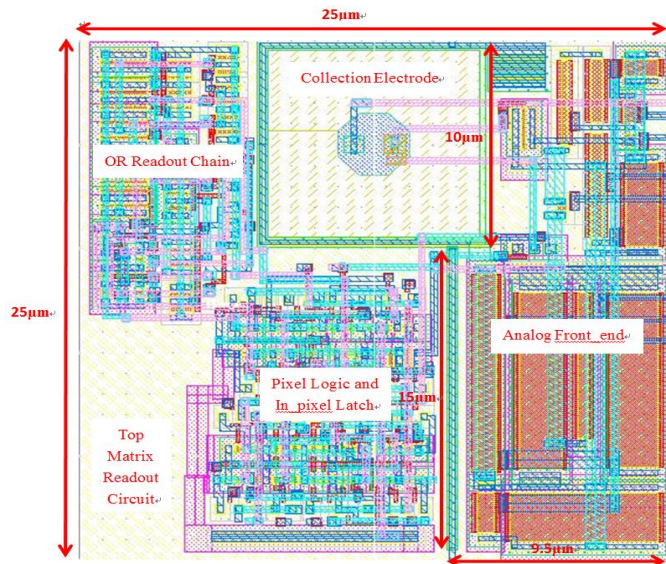 25μm
Collection Electrode
10μm
OR Readout Chain
25μm
Analog Front_end
Pixel Logic and
In_pixel Latch
15μm
Top
Matrix
Readout
Circuit
9.5μm